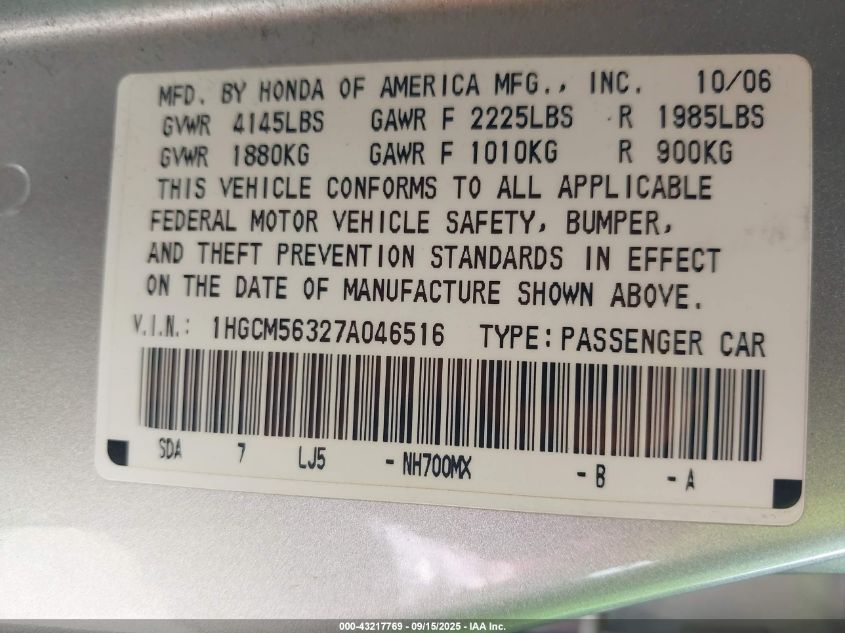 MFD. BY HONDA OF AMERICA MFG., INC. 10/06
GVWR 4145LBS GAWR F 2225LBS R 1985LBS
GVWR 1880KG GAWR F 1010KG R 900KG
THIS VEHICLE CONFORMS TO ALL APPLICABLE
FEDERAL MOTOR VEHICLE SAFETY, BUMPER,
AND THEFT PREVENTION STANDARDS IN EFFECT
ON THE DATE OF MANUFACTURE SHOWN ABOVE.
V.I.N.: 1HGCM56327A046516 TYPE: PASSENGER CAR
SDA 7 LJ5 - NH700MX - B - A
000-43217769 - 09/15/2025 - IAA Inc.